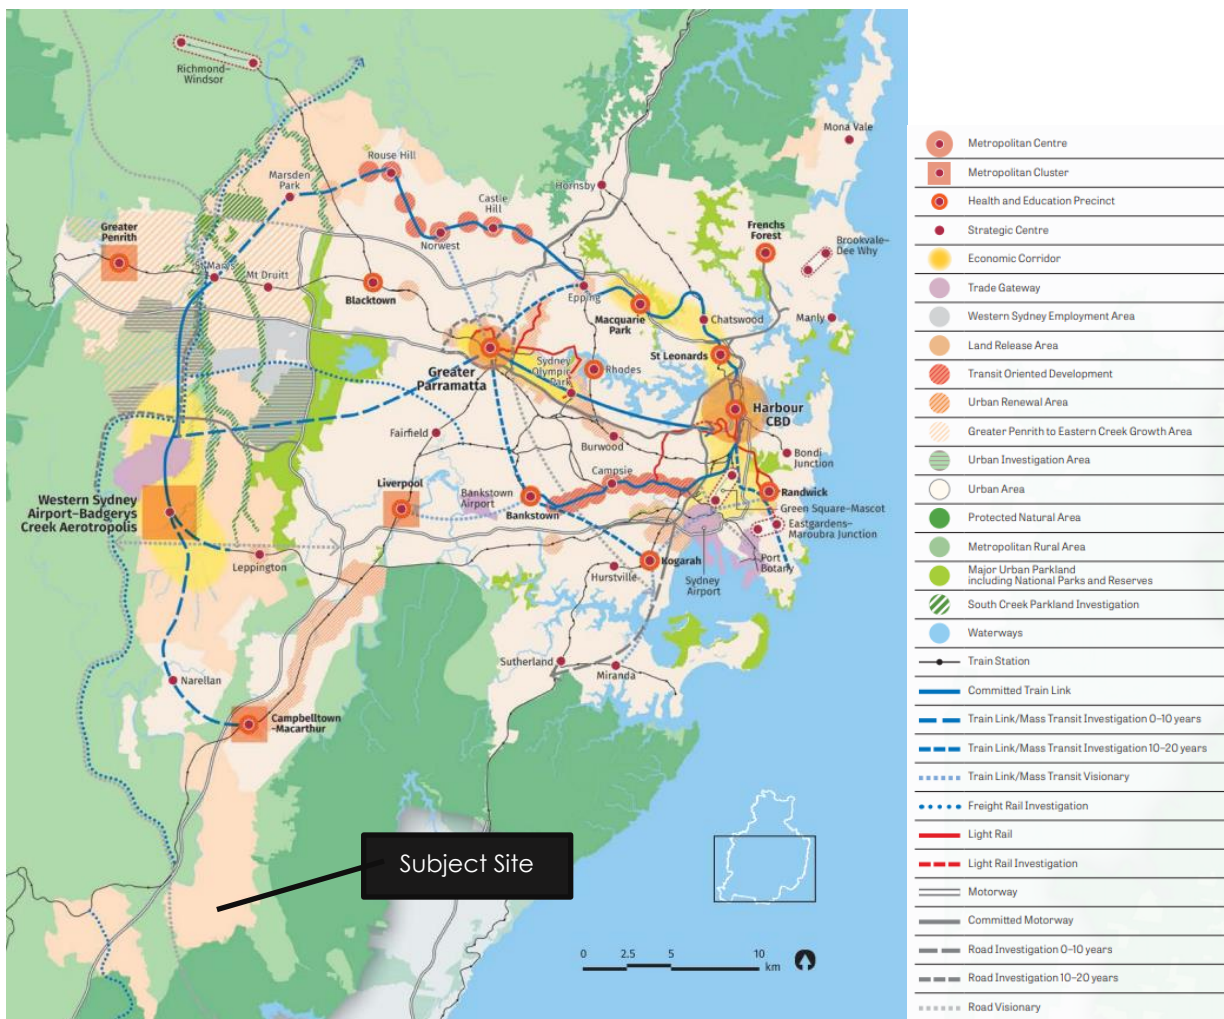 Richmond–
Windsor
Mona Vale
Rouse Hill
Marsden
Park
Hornsby
Castle
Hill
Greater
Penrith
Norwest
Frenchs
Forest
Brookvale–
Dee Why
St Marys
Mt Druitt
Blacktown
Epping
Macquarie
Park
Chatswood
Manly
St Leonards
Greater
Parramatta
Sydney
Olympic
Park
Rhodes
Harbour
CBD
Fairfield
Burwood
Bondi
Junction
Liverpool
Bankstown
Airport
Campsie
Western Sydney
Airport–Badgerys
Creek Aerotropolis
Bankstown
Randwick
Green Square–Mascot
Eastgardens–
Maroubra Junction
Leppington
Kogarah
Port
Botany
Hurstville
Sydney
Airport
Sutherland
Miranda
Narellan
Campbelltown
–Macarthur
Subject Site
0 2.5 5 10
km
Metropolitan Centre
Metropolitan Cluster
Health and Education Precinct
Strategic Centre
Economic Corridor
Trade Gateway
Western Sydney Employment Area
Land Release Area
Transit Oriented Development
Urban Renewal Area
Greater Penrith to Eastern Creek Growth Area
Urban Investigation Area
Urban Area
Protected Natural Area
Metropolitan Rural Area
Major Urban Parkland
including National Parks and Reserves
South Creek Parkland Investigation
Waterways
Train Station
Committed Train Link
Train Link/Mass Transit Investigation 0–10 years
Train Link/Mass Transit Investigation 10–20 years
Train Link/Mass Transit Visionary
Freight Rail Investigation
Light Rail
Light Rail Investigation
Motorway
Committed Motorway
Road Investigation 0–10 years
Road Investigation 10–20 years
Road Visionary